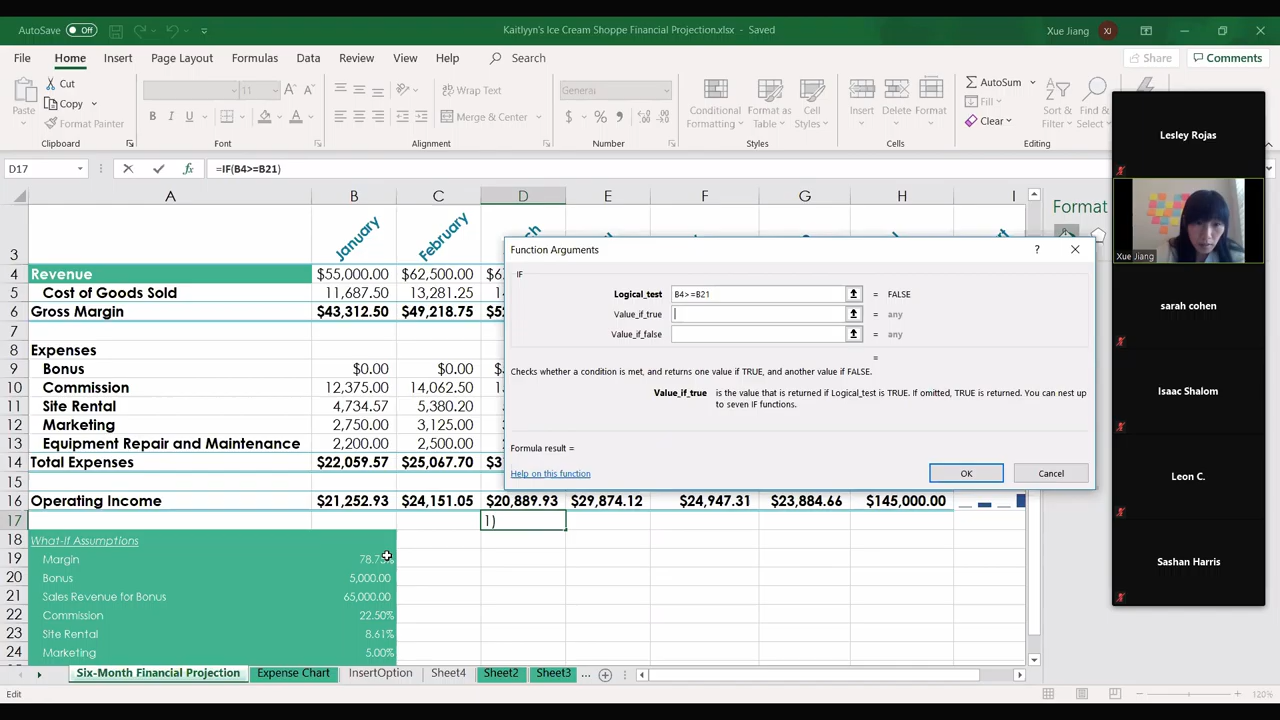 AutoSave Off
Kaitlyyn's Ice Cream Shoppe Financial Projection.xlsx - Saved
Xue Jiang XJ
File Home Insert Page Layout Formulas Data Review View Help Search Share Comments
Cut
Copy
Paste
Format Painter
11
Wrap Text
Merge & Center
General
Conditional Formatting
Format as Table
Cell Styles
Insert Delete Format
AutoSum
Fill
Clear
Sort & Filter
Find & Select
Clipboard Font Alignment Number Styles Cells Editing
D17 =IF(B4>=B21)
A B C D E F G H I
3 January February
4 Revenue $55,000.00 $62,500.00
5 Cost of Goods Sold 11,687.50 13,281.25
6 Gross Margin $43,312.50 $49,218.75
7
8 Expenses
9 Bonus $0.00 $0.00
10 Commission 12,375.00 14,062.50
11 Site Rental 4,734.57 5,380.20
12 Marketing 2,750.00 3,125.00
13 Equipment Repair and Maintenance 2,200.00 2,500.00
14 Total Expenses $22,059.57 $25,067.70
15
16 Operating Income $21,252.93 $24,151.05 $20,889.93 $29,874.12 $24,947.31 $23,884.66 $145,000.00
17 1)
18 What-If Assumptions
19 Margin
20 Bonus 5,000.00
21 Sales Revenue for Bonus 65,000.00
22 Commission 22.50%
23 Site Rental 8.61%
24 Marketing 5.00%
Six-Month Financial Projection Expense Chart InsertOption Sheet4 Sheet2 Sheet3 ...
Edit
120%
Function Arguments
?
IF
Logical_test B4>=B21 = FALSE
Value_if_true = any
Value_if_false = any
=
Checks whether a condition is met, and returns one value if TRUE, and another value if FALSE.
Value_if_true is the value that is returned if Logical_test is TRUE. If omitted, TRUE is returned. You can nest up
to seven IF functions.
Formula result =
Help on this function
OK Cancel
Format
Lesley Rojas
Xue Jiang
sarah cohen
Isaac Shalom
Leon C.
Sashan Harris